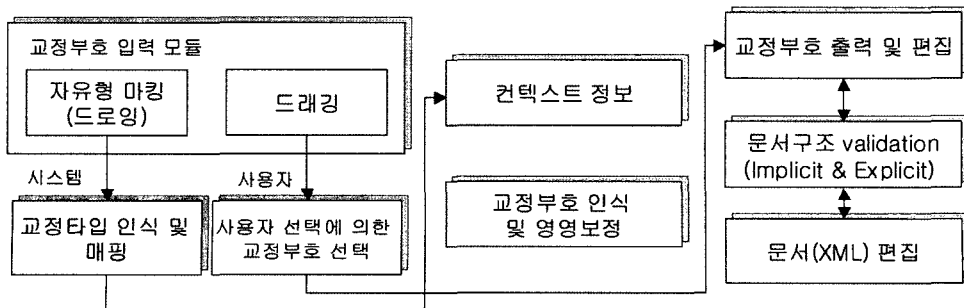 교정부호 입력 모듈
자유형 마킹
(드로잉)
드래깅
시스템
사용자
교정타입 인식 및
매핑
사용자 선택에 의한
교정부호 선택
컨텍스트 정보
교정부호 인식
및 영영보정
교정부호 출력 및 편집
문서구조 validation
(Implicit & Explicit)
문서(XML) 편집